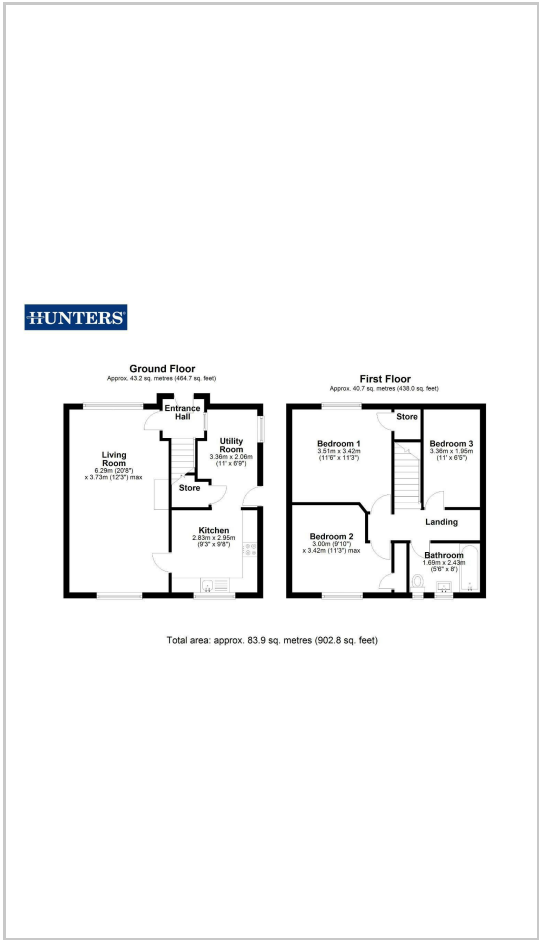 HUNTERS
Ground Floor
Approx. 43.2 sq. metres (464.7 sq. feet)
Entrance
Hall
Utility
Room
3.36m x 2.06m
(11' x 6'9")
Living
Room
6.29m (20'8")
x 3.73m (12'3") max
Store
Kitchen
2.83m x 2.95m
(9'3" x 9'8")
First Floor
Approx. 40.7 sq. metres (438.0 sq. feet)
Store
Bedroom 1
3.51m x 3.42m
(11'6" x 11'3")
Bedroom 3
3.36m x 1.95m
(11' x 6'5")
Landing
Bedroom 2
3.00m (9'10")
x 3.42m (11'3") max
Bathroom
1.69m x 2.43m
(5'6" x 8')
Total area: approx. 83.9 sq. metres (902.8 sq. feet)